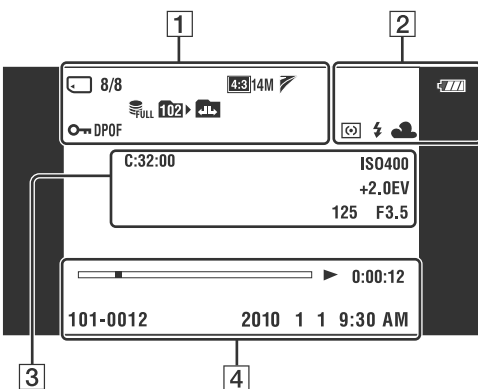 1 2
8/8 4:3 14M
FULL 102
DPOF
C:32:00 ISO400
+2.0EV
125 F3.5
0:00:12
101-0012 2010 1 1 9:30 AM
3 4